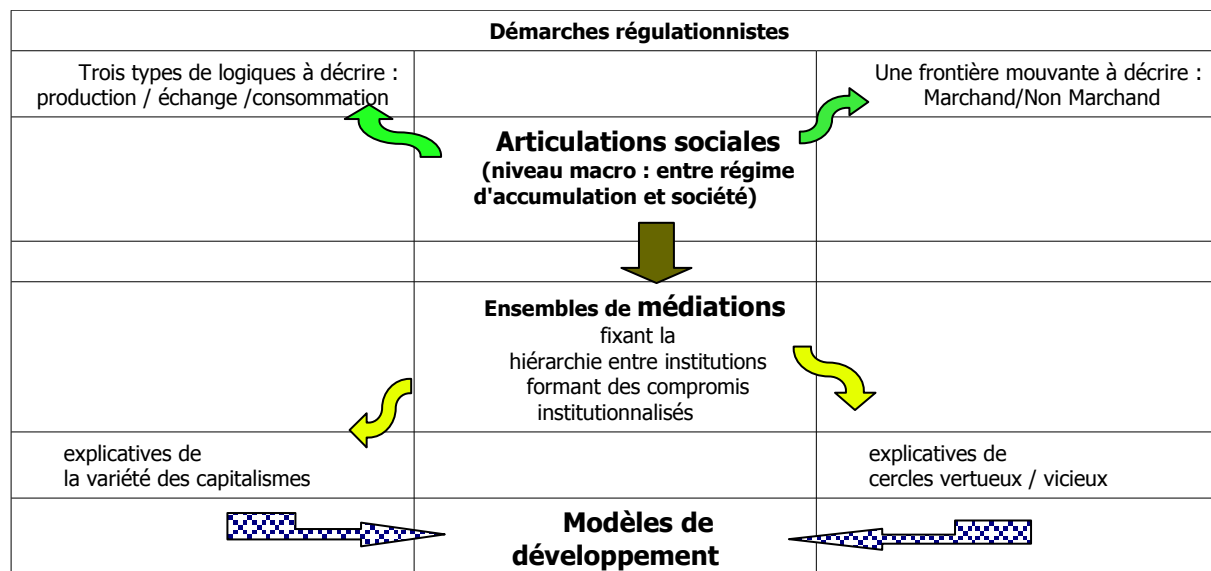 Démarches régulationnistes
Trois types de logiques à décrire :
production / échange /consommation
Une frontière mouvante à décrire :
Marchand/Non Marchand
Articulations sociales
(niveau macro : entre régime
d'accumulation et société)
Ensembles de médiations
fixant la
hiérarchie entre institutions
formant des compromis
institutionnalisés
explicatives de
la variété des capitalismes
explicatives de
cercles vertueux / vicieux
Modèles de
développement